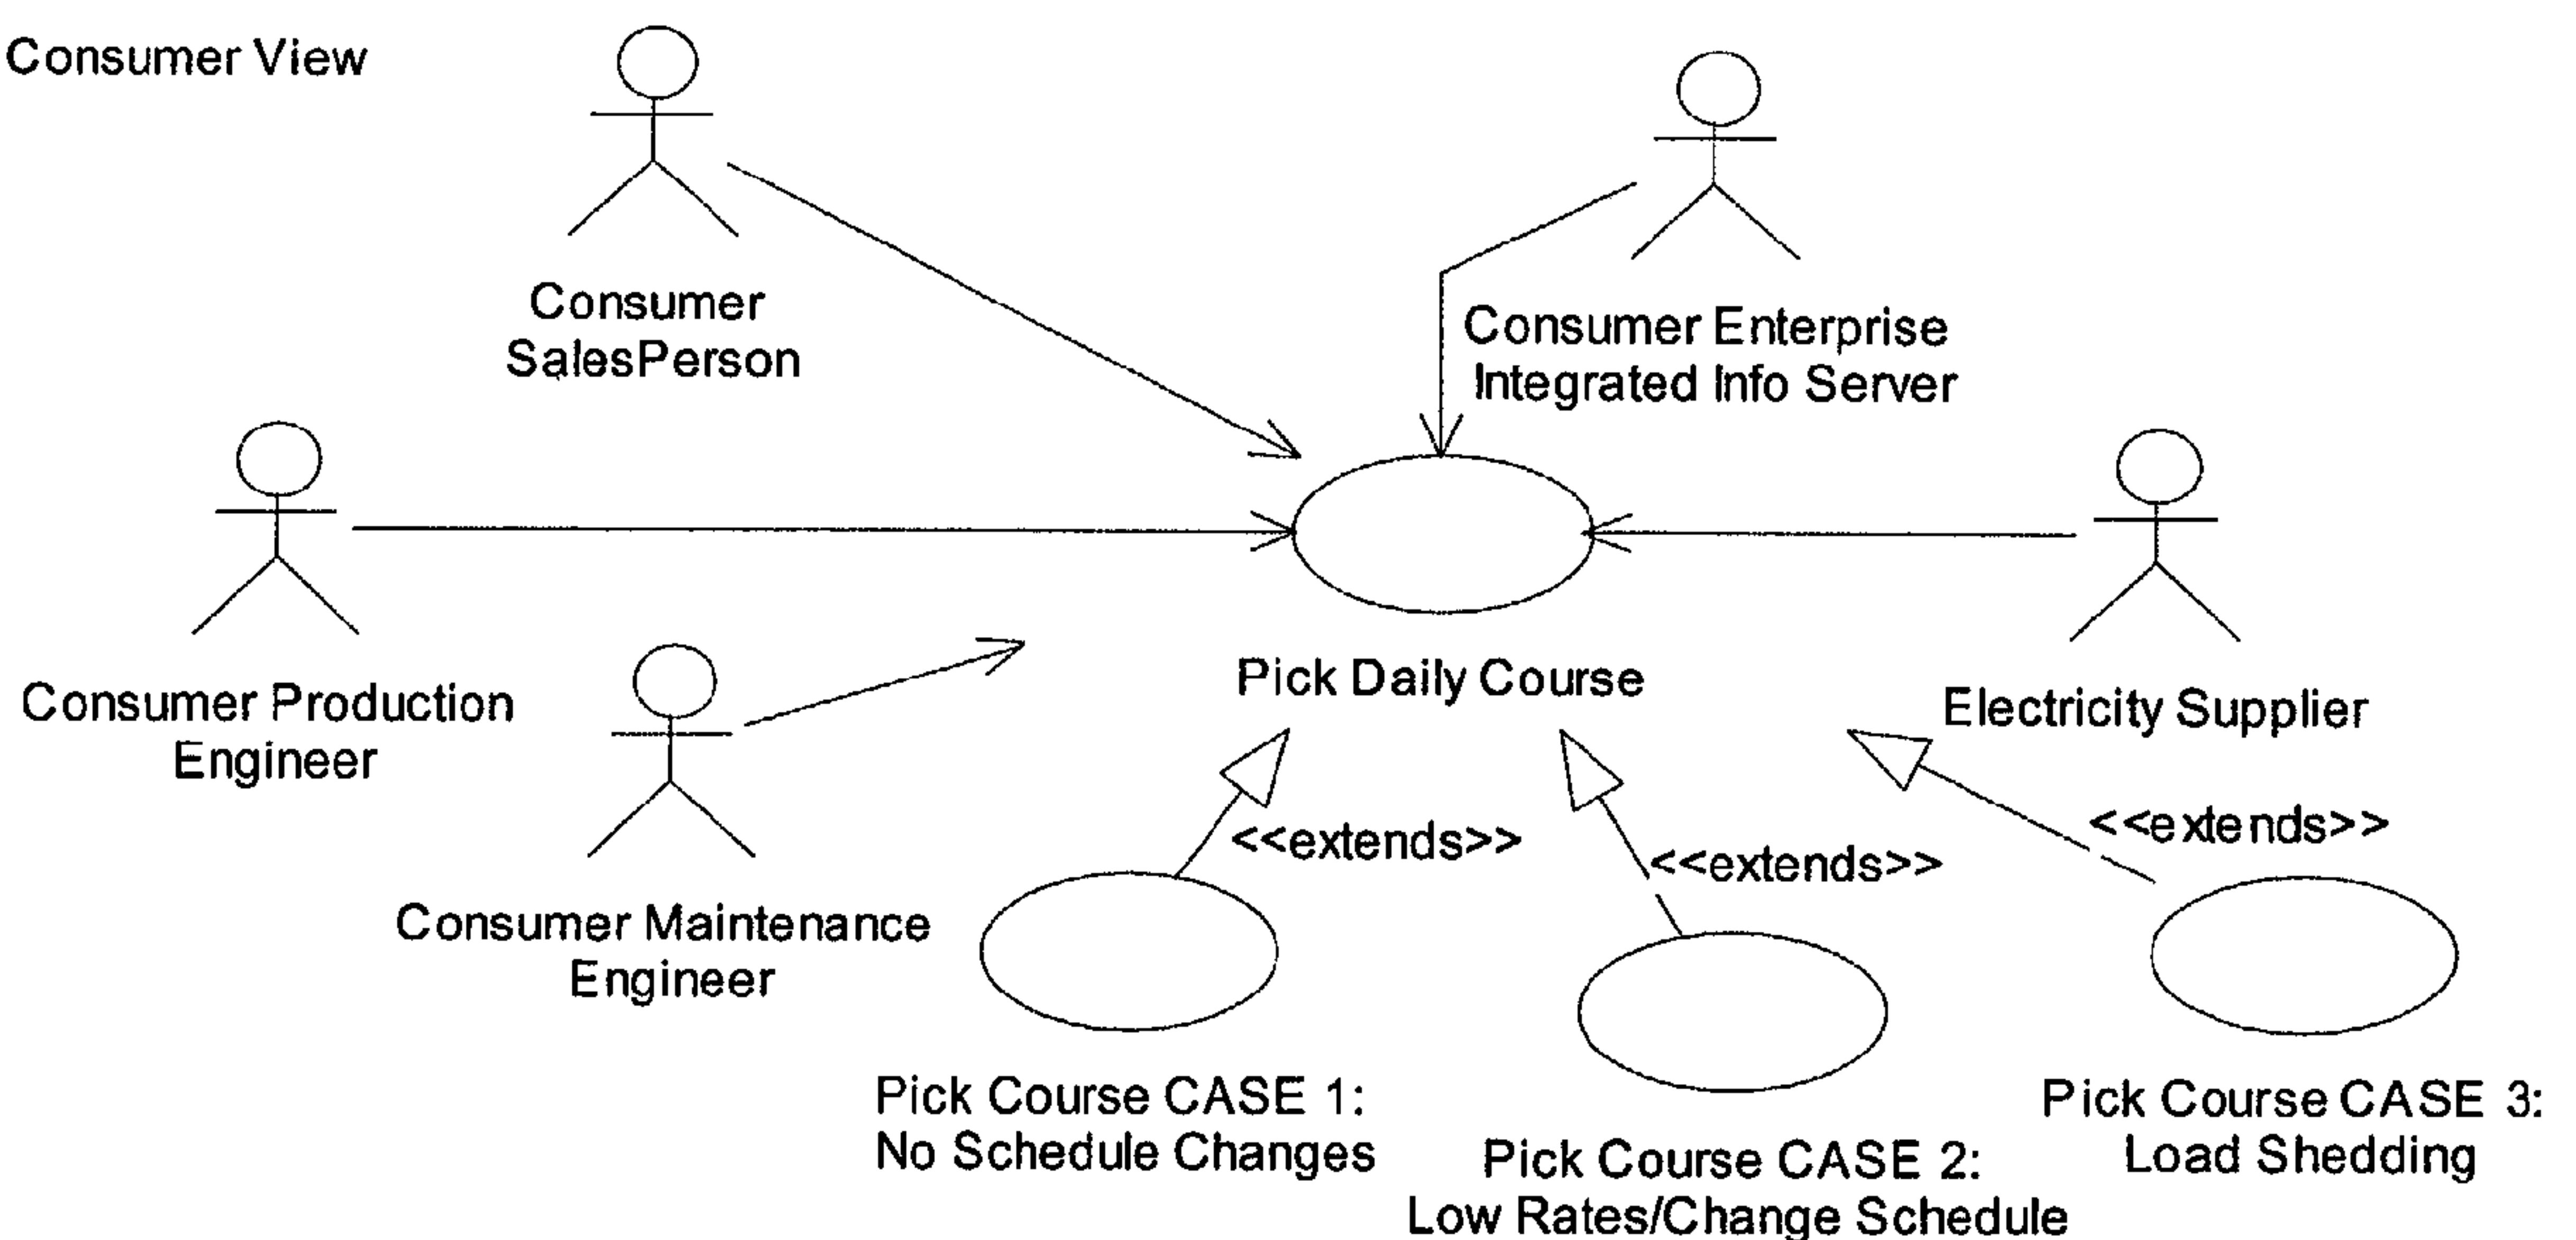 Consumer View
Consumer
SalesPerson
Consumer Enterprise
Integrated Info Server
Consumer Production
Engineer
Pick Daily Course
Electricity Supplier
Consumer Maintenance
Engineer
<<extends>>
<<extends>>
<<extends>>
Pick Course CASE 1:
No Schedule Changes
Pick Course CASE 2:
Low Rates/Change Schedule
Pick Course CASE 3:
Load Shedding